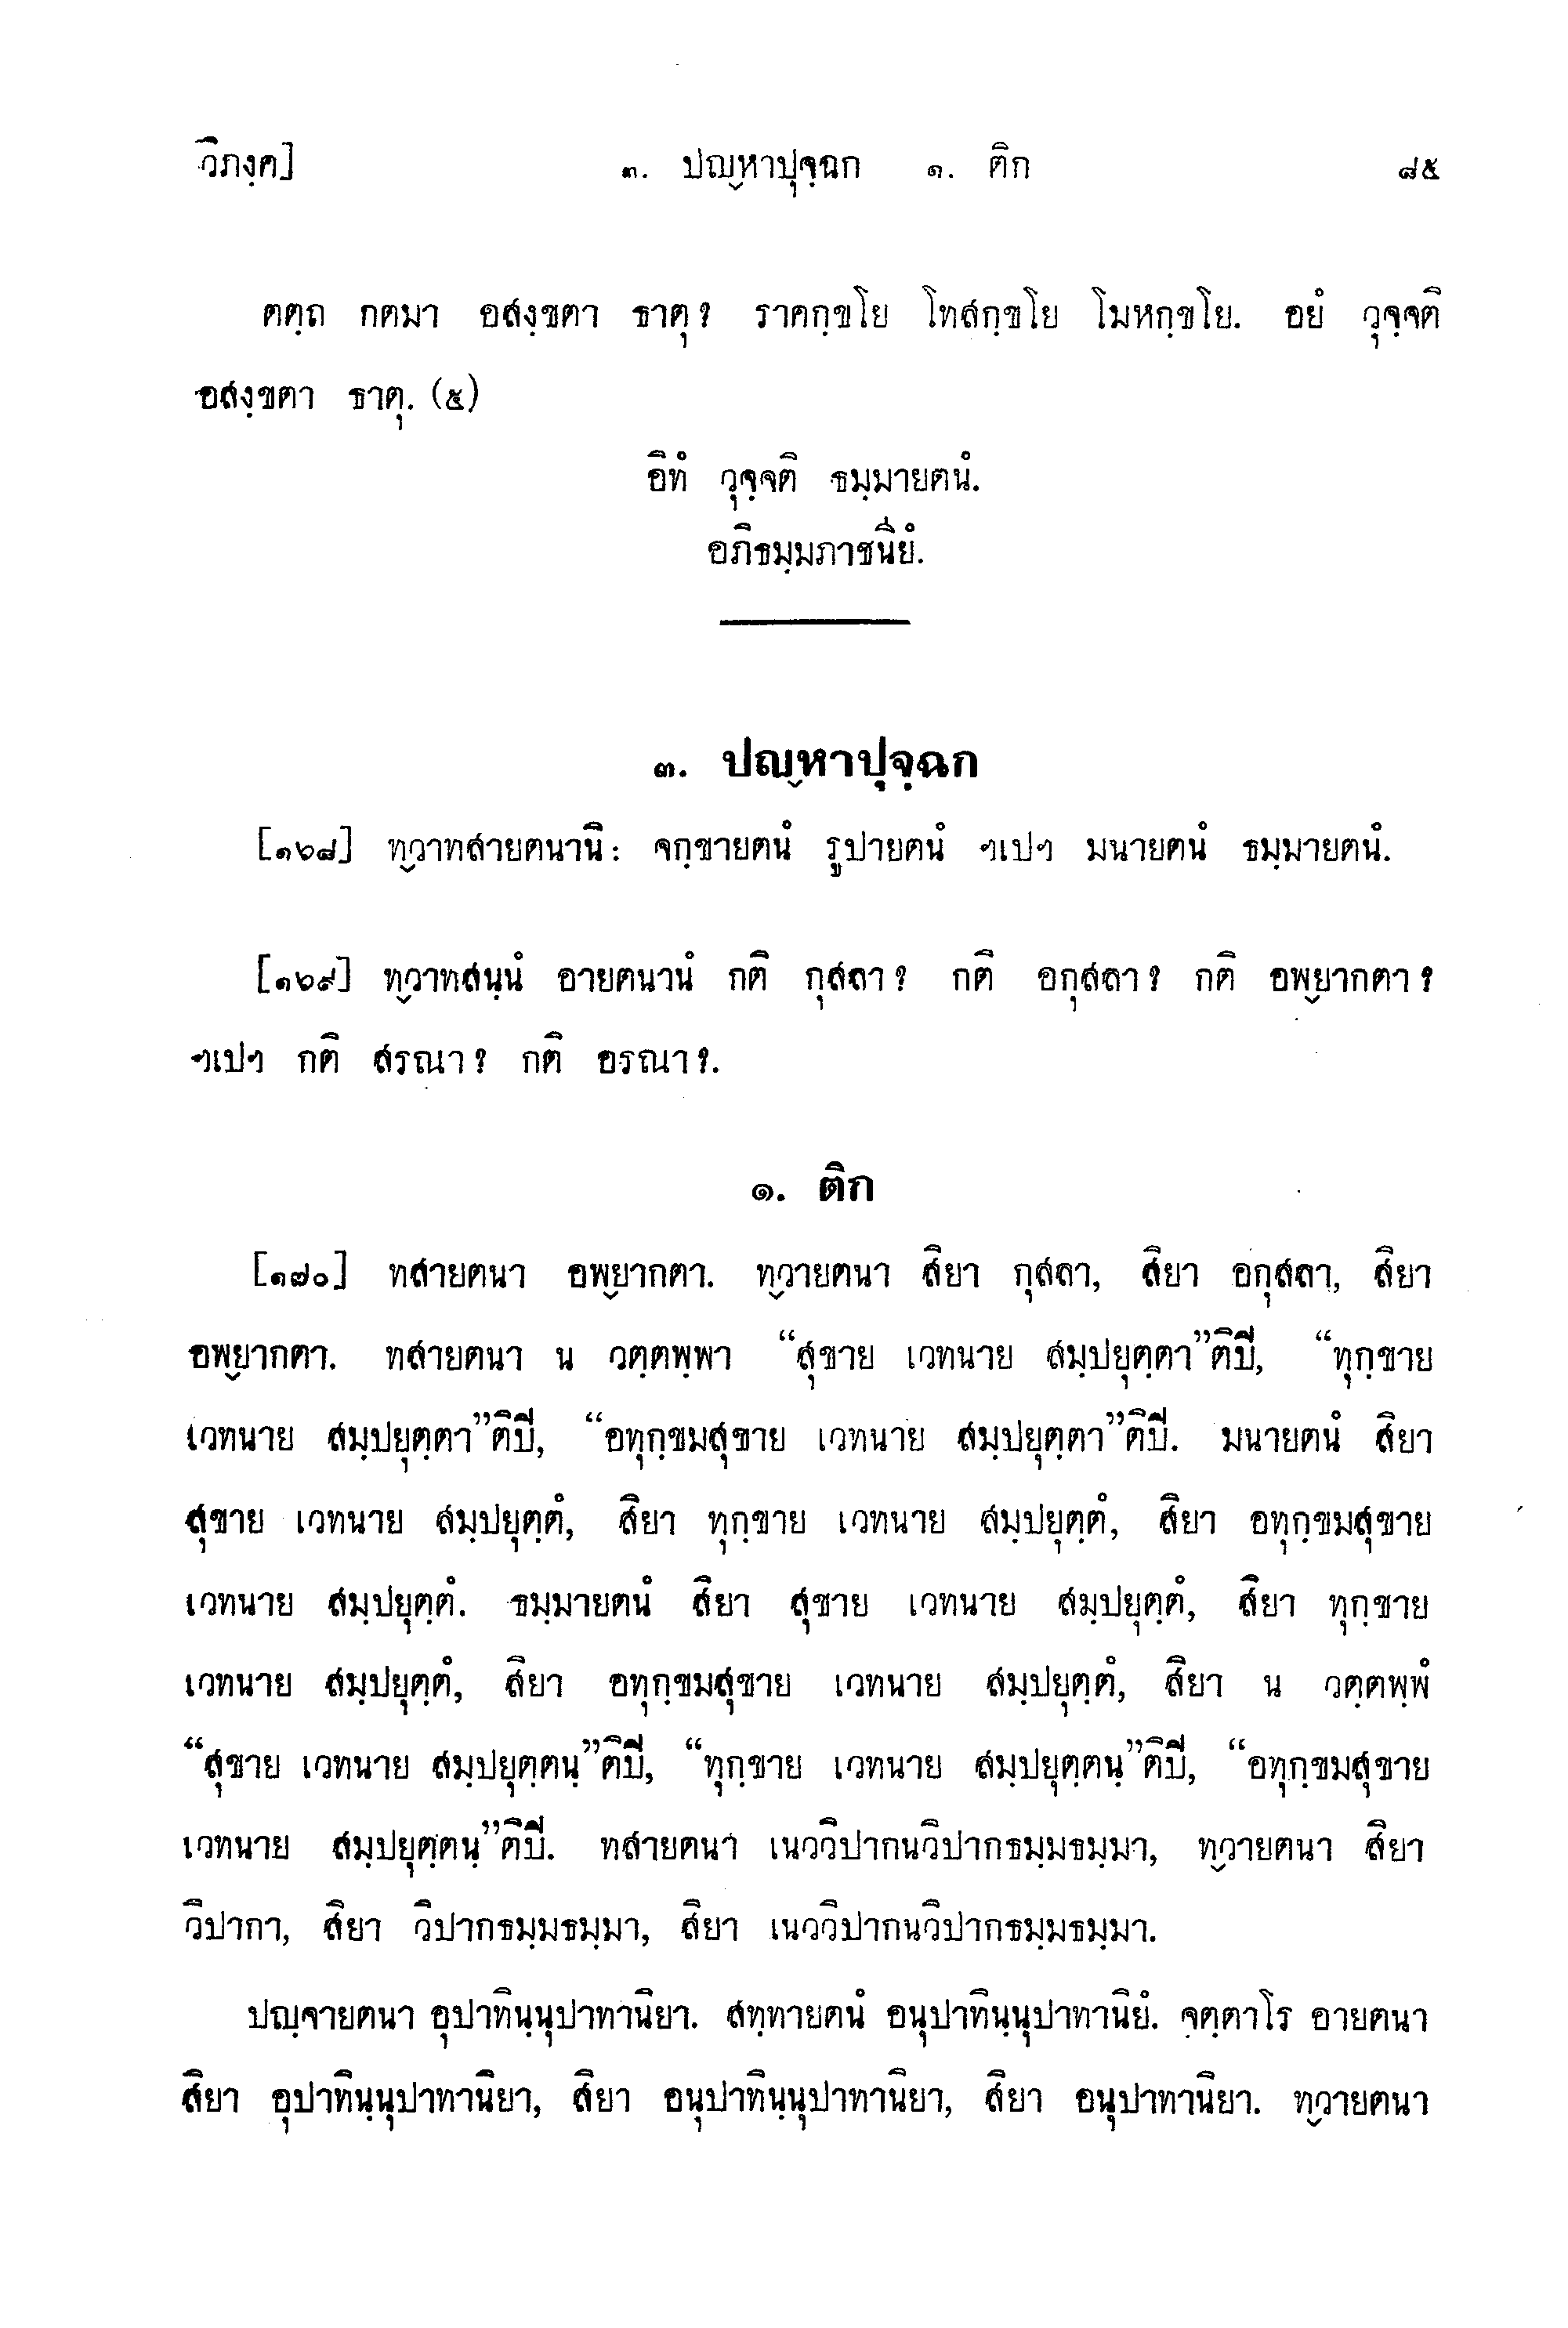 วิภงฺค]	๓. ปญฺหาปุจฺฉก ๑. ติก	๘๕
ตตฺถ กตมา อสงฺขตา ธาตุ? ราคกฺขโย โทสกฺขโย โมหกฺขโย. อยํ วุจฺจติ
อสงฺขตา ธาตุ. (๕)
อิทํ วุจฺจติ ธมฺมายตนํ.
อภิธมฺมภาชนียํ.
๓. ปญฺหาปุจฺฉก
[๑๖๘] ทฺวาทสายตนานิ: จกฺขายตนํ รูปายตนํ ฯเปฯ มนายตนํ ธมฺมายตนํ.
[๑๖๙] ทฺวาทสนฺนํ อายตนานํ กติ กุสลา? กติ อกุสลา? กติ อพฺยากตา?
ฯเปฯ กติ สรณา? กติ อรณา?.
๑. ติก
[๑๗๐] ทสายตนา อพฺยากตา. ทฺวายตนา สิยา กุสลา, สิยา อกุสลา, สิยา
อพฺยากตา. ทสายตนา น วตฺตพฺพา “สุขาย เวทนาย สมฺปยุตฺตา”ติปี, “ทุกฺขาย
เวทนาย สมฺปยุตฺตา”ติปี, “อทุกฺขมสุขาย เวทนาย สมฺปยุตฺตา”ติปี. มนายตนํ สิยา
สุขาย เวทนาย สมฺปยุตฺตํ, สิยา ทุกฺขาย เวทนาย สมฺปยุตฺตํ, สิยา อทุกฺขมสุขาย
เวทนาย สมฺปยุตฺตํ. ธมฺมายตนํ สิยา สุขาย เวทนาย สมฺปยุตฺตํ, สิยา ทุกฺขาย
เวทนาย สมฺปยุตฺตํ, สิยา อทุกฺขมสุขาย เวทนาย สมฺปยุตฺตํ, สิยา น วตฺตพฺพํ
“สุขาย เวทนาย สมฺปยุตฺตนฺ”ติปี, “ทุกฺขาย เวทนาย สมฺปยุตฺตนฺ”ติปี, “อทุกฺขมสุขาย
เวทนาย สมฺปยุตฺตนฺ”ติปี. ทสายตนา เนววิปากนวิปากธมฺมธมฺมา, ทฺวายตนา สิยา
วิปากา, สิยา วิปากธมฺมธมฺมา, สิยา เนววิปากนวิปากธมฺมธมฺมา.
ปญฺจายตนา อุปาทินฺนุปาทานิยา. สทฺทายตนํ อนุปาทินฺนุปาทานิยํ. จตฺตาโร อายตนา
สิยา อุปาทินฺนุปาทานิยา, สิยา อนุปาทินฺนุปาทานิยา, สิยา อนุปาทานิยา. ทฺวายตนา